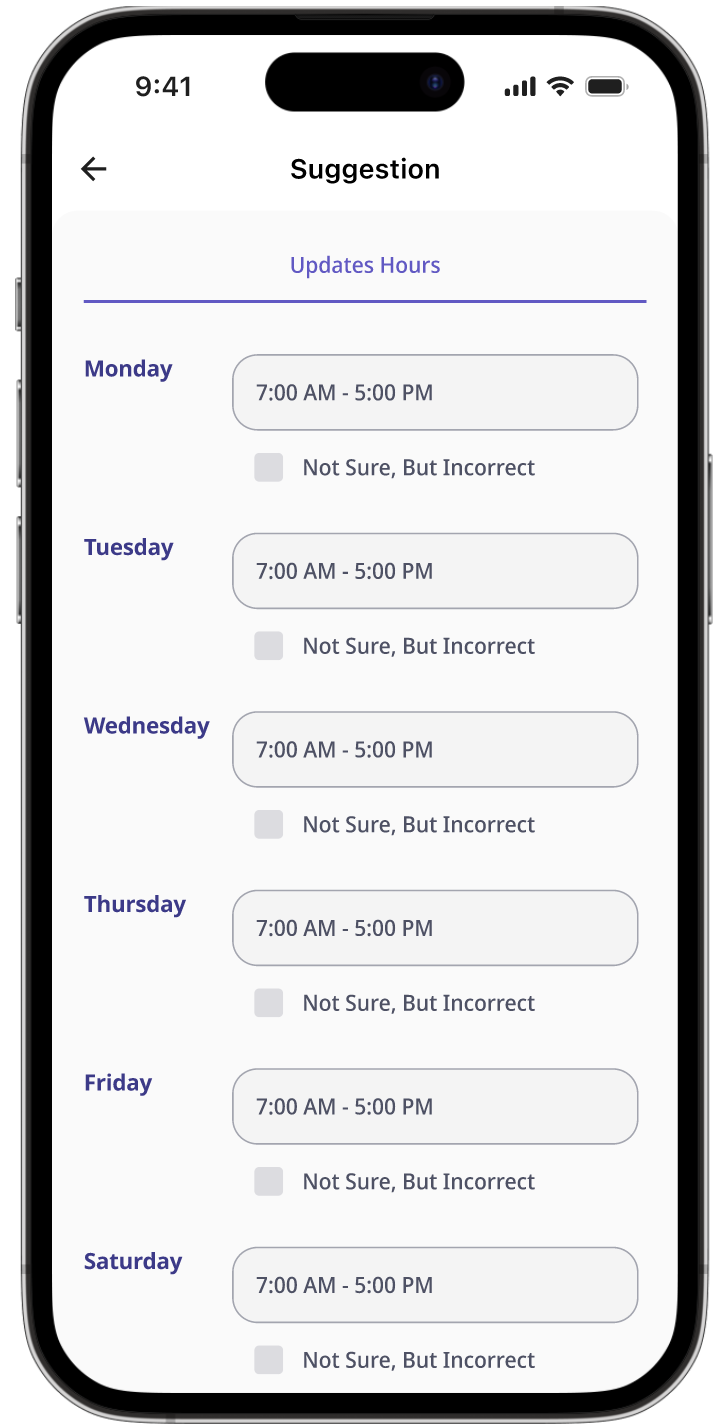 9:41
Suggestion
Updates Hours
Monday
7:00 AM - 5:00 PM
Not Sure, But Incorrect
Tuesday
7:00 AM - 5:00 PM
Not Sure, But Incorrect
Wednesday
7:00 AM - 5:00 PM
Not Sure, But Incorrect
Thursday
7:00 AM - 5:00 PM
Not Sure, But Incorrect
Friday
7:00 AM - 5:00 PM
Not Sure, But Incorrect
Saturday
7:00 AM - 5:00 PM
Not Sure, But Incorrect